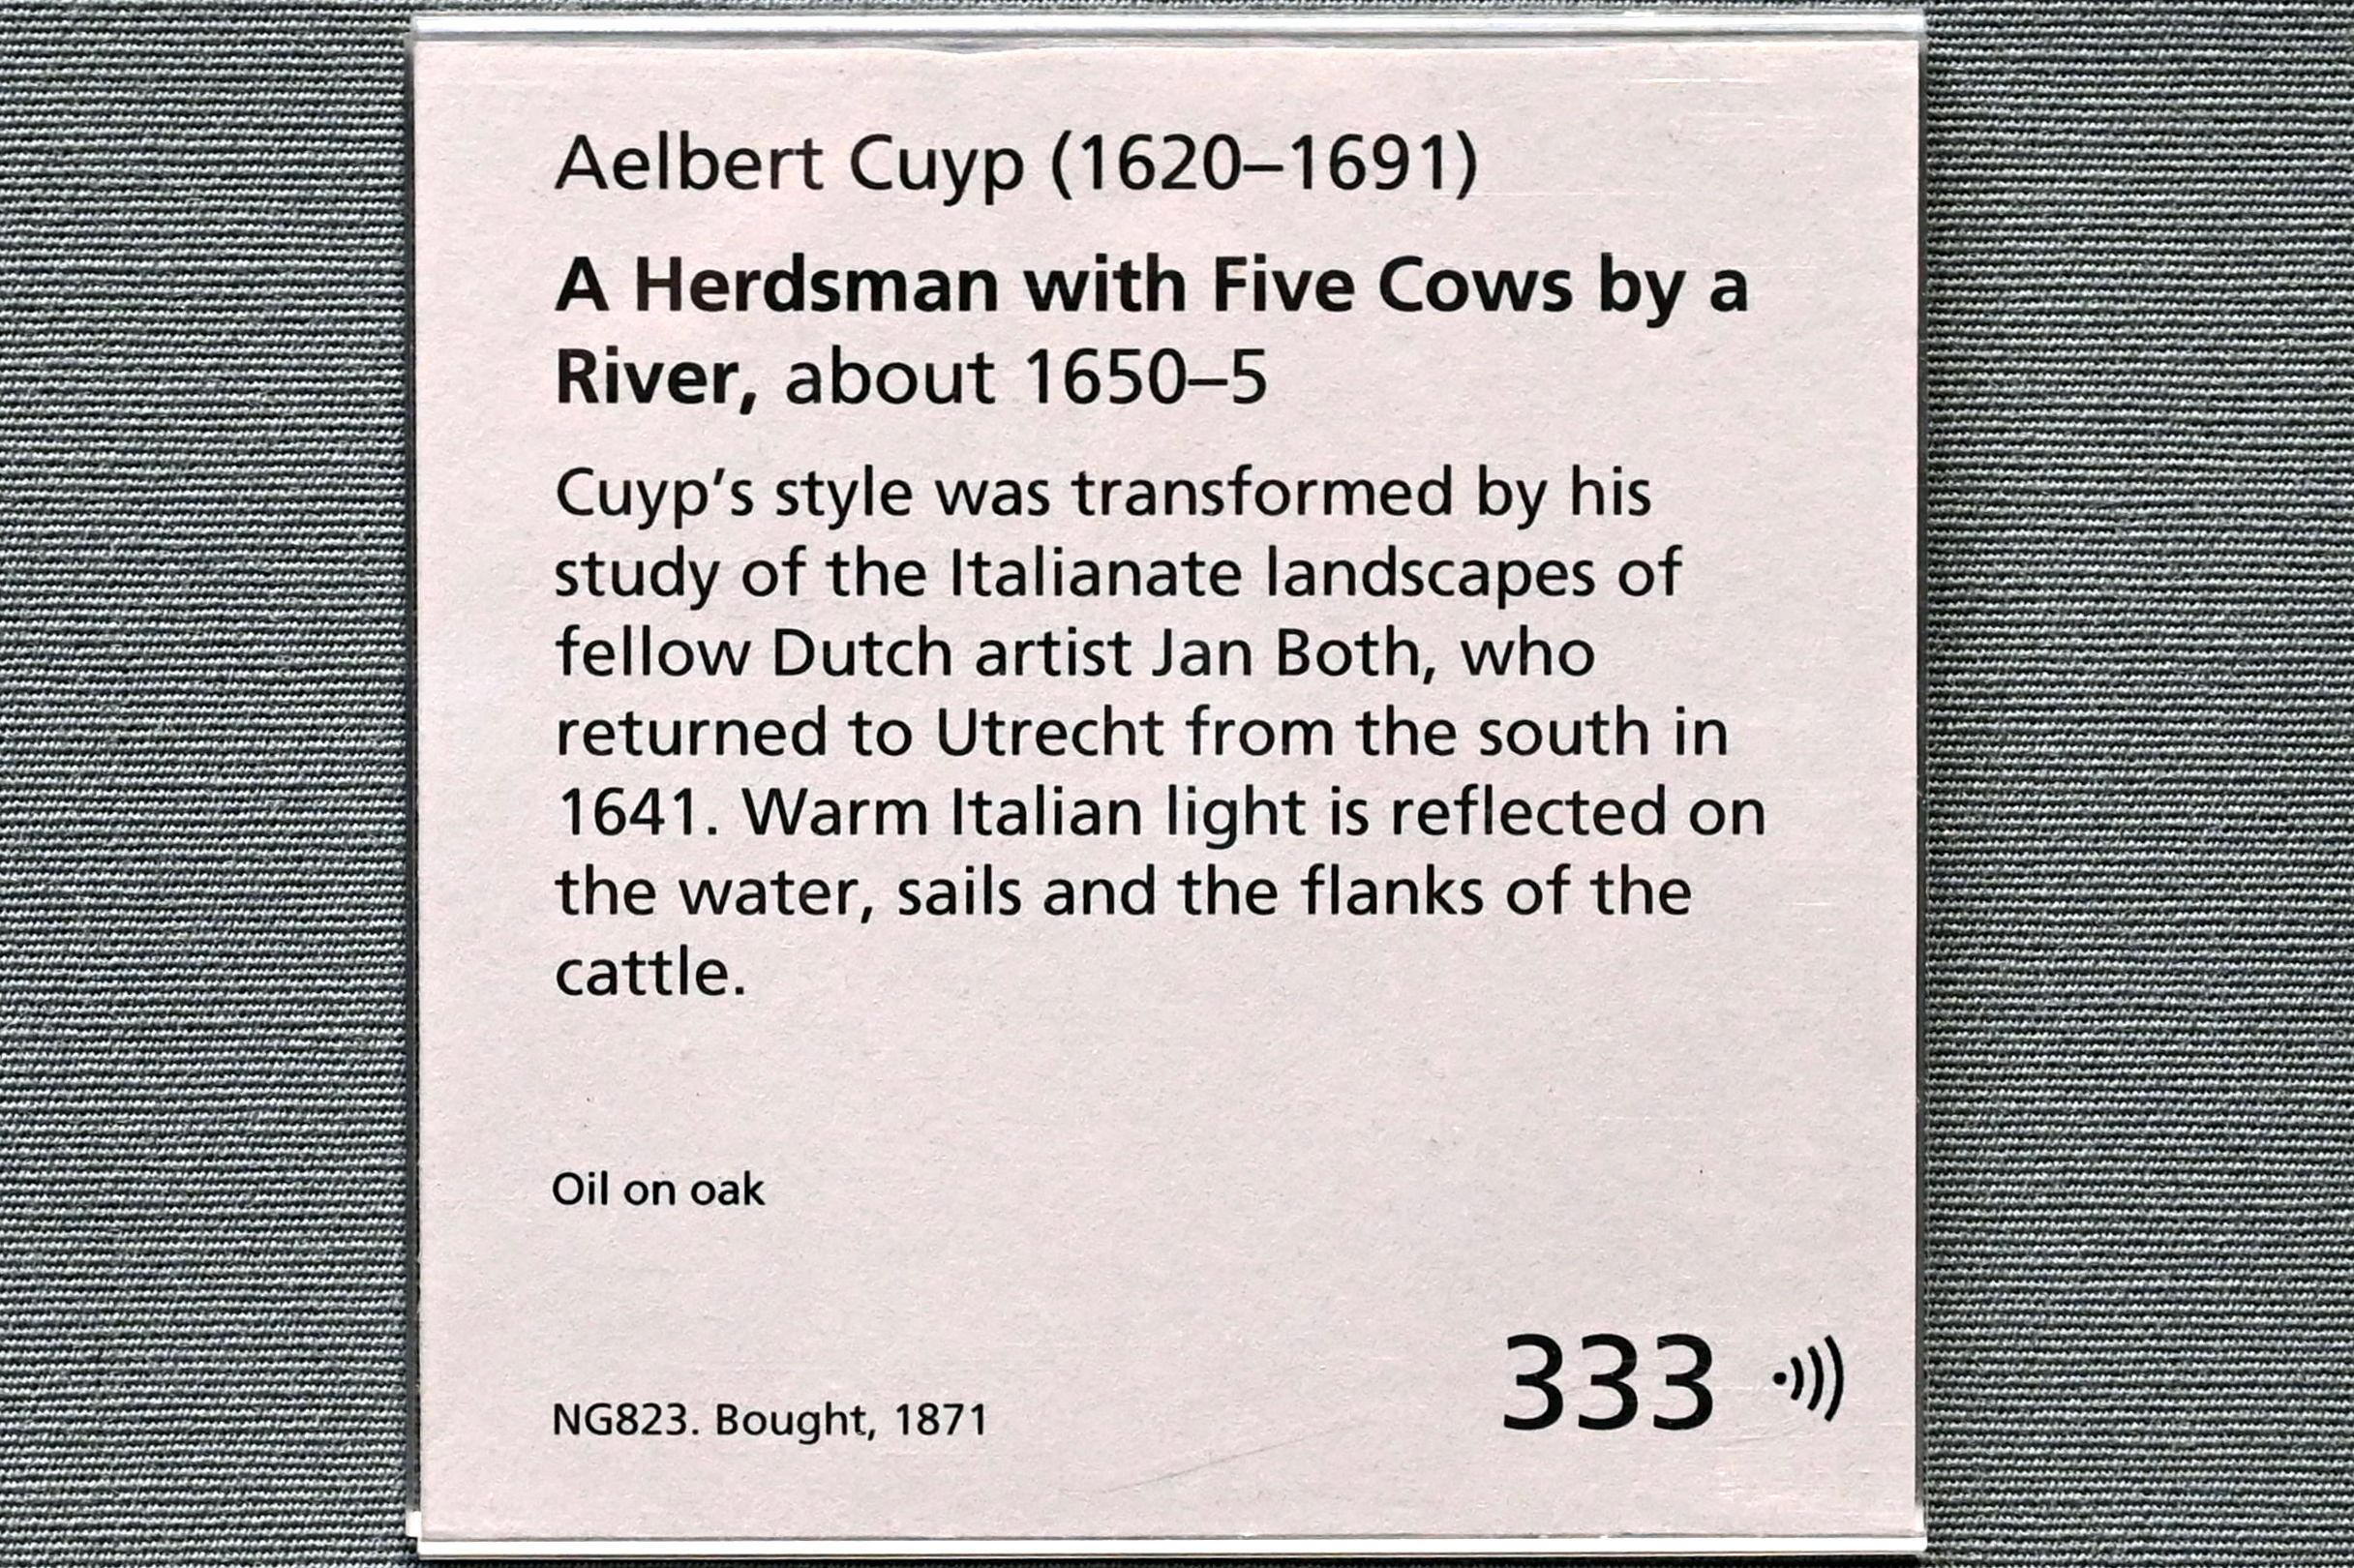 Aelbert Cuyp (1620–1691)
A Herdsman with Five Cows by a
River, about 1650–5
Cuyp’s style was transformed by his
study of the Italianate landscapes of
fellow Dutch artist Jan Both, who
returned to Utrecht from the south in
1641. Warm Italian light is reflected on
the water, sails and the flanks of the
cattle.
Oil on oak
NG823. Bought, 1871
333